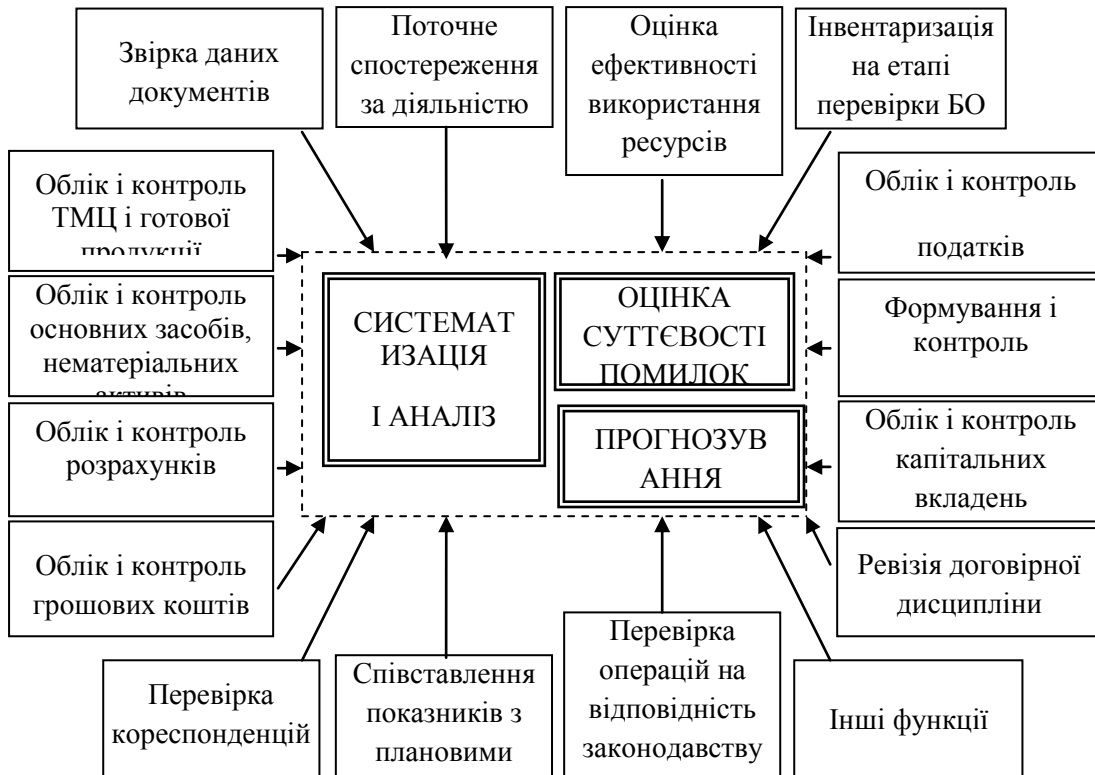 Звірка даних
документів
Поточне
спостереження
за діяльністю
Оцінка
ефективності
використання
ресурсів
Інвентаризація
на етапі
перевірки БО
Облік і контроль
ТМЦ і готової
продукції
Облік і контроль
основних засобів,
нематеріальних
активів
Облік і контроль
розрахунків
Облік і контроль
грошових коштів
СИСТЕМАТ
ИЗАЦІЯ
І АНАЛІЗ
ОЦІНКА
СУТТЄВОСТІ
ПОМИЛОК
ПРОГНОЗУВ
АННЯ
Облік і контроль
податків
Формування і
контроль
Облік і контроль
капітальних
вкладень
Ревізія договірної
дисципліни
Перевірка
кореспонденцій
Співставлення
показників з
плановими
Перевірка
операцій на
відповідність
законодавству
Інші функції